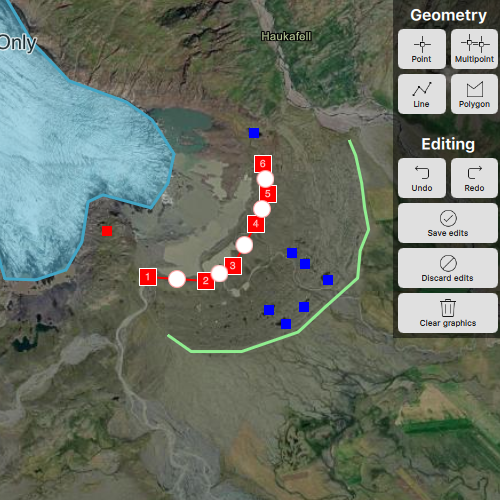 Geometry
Only
Haukafell
Point
Multipoint
Line
Polygon
Editing
Undo
Redo
Save edits
Discard edits
Clear graphics
6
5
4
3
2
1